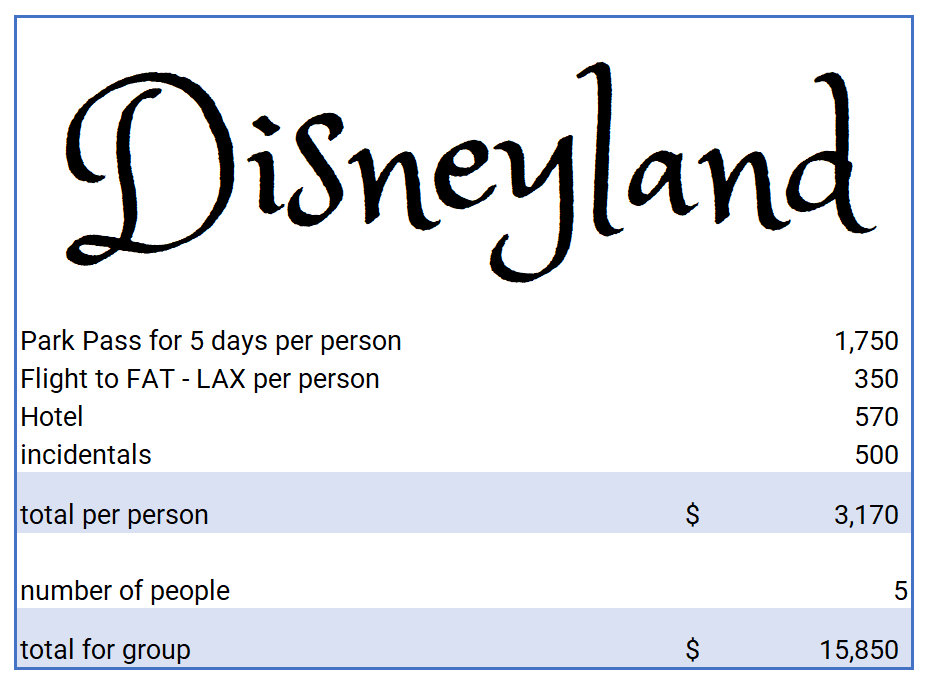 Disneyland
Park Pass for 5 days per person 1,750
Flight to FAT - LAX per person 350
Hotel 570
incidentals 500
total per person $ 3,170
number of people 5
total for group $ 15,850